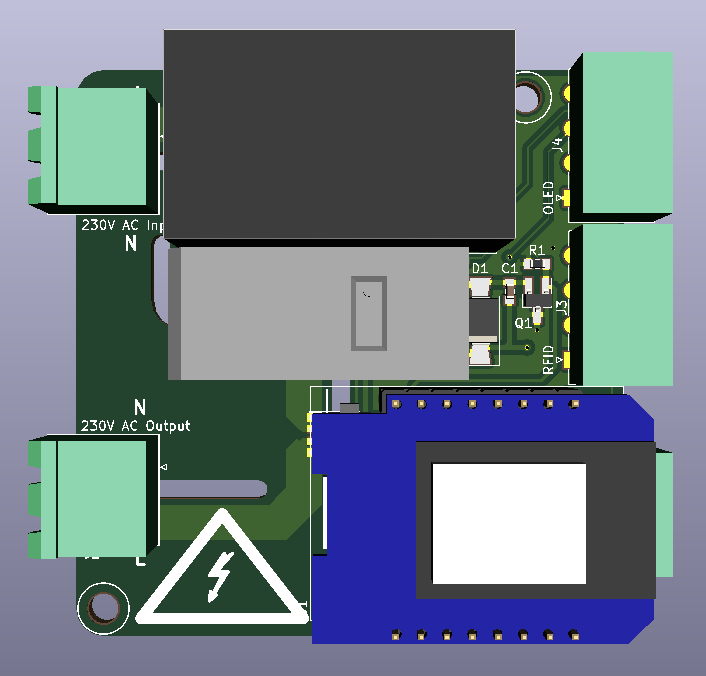 J4
OLED
230V AC Inp
N
R1
D1 C1
J3
Q1
RFID
N
230V AC Output